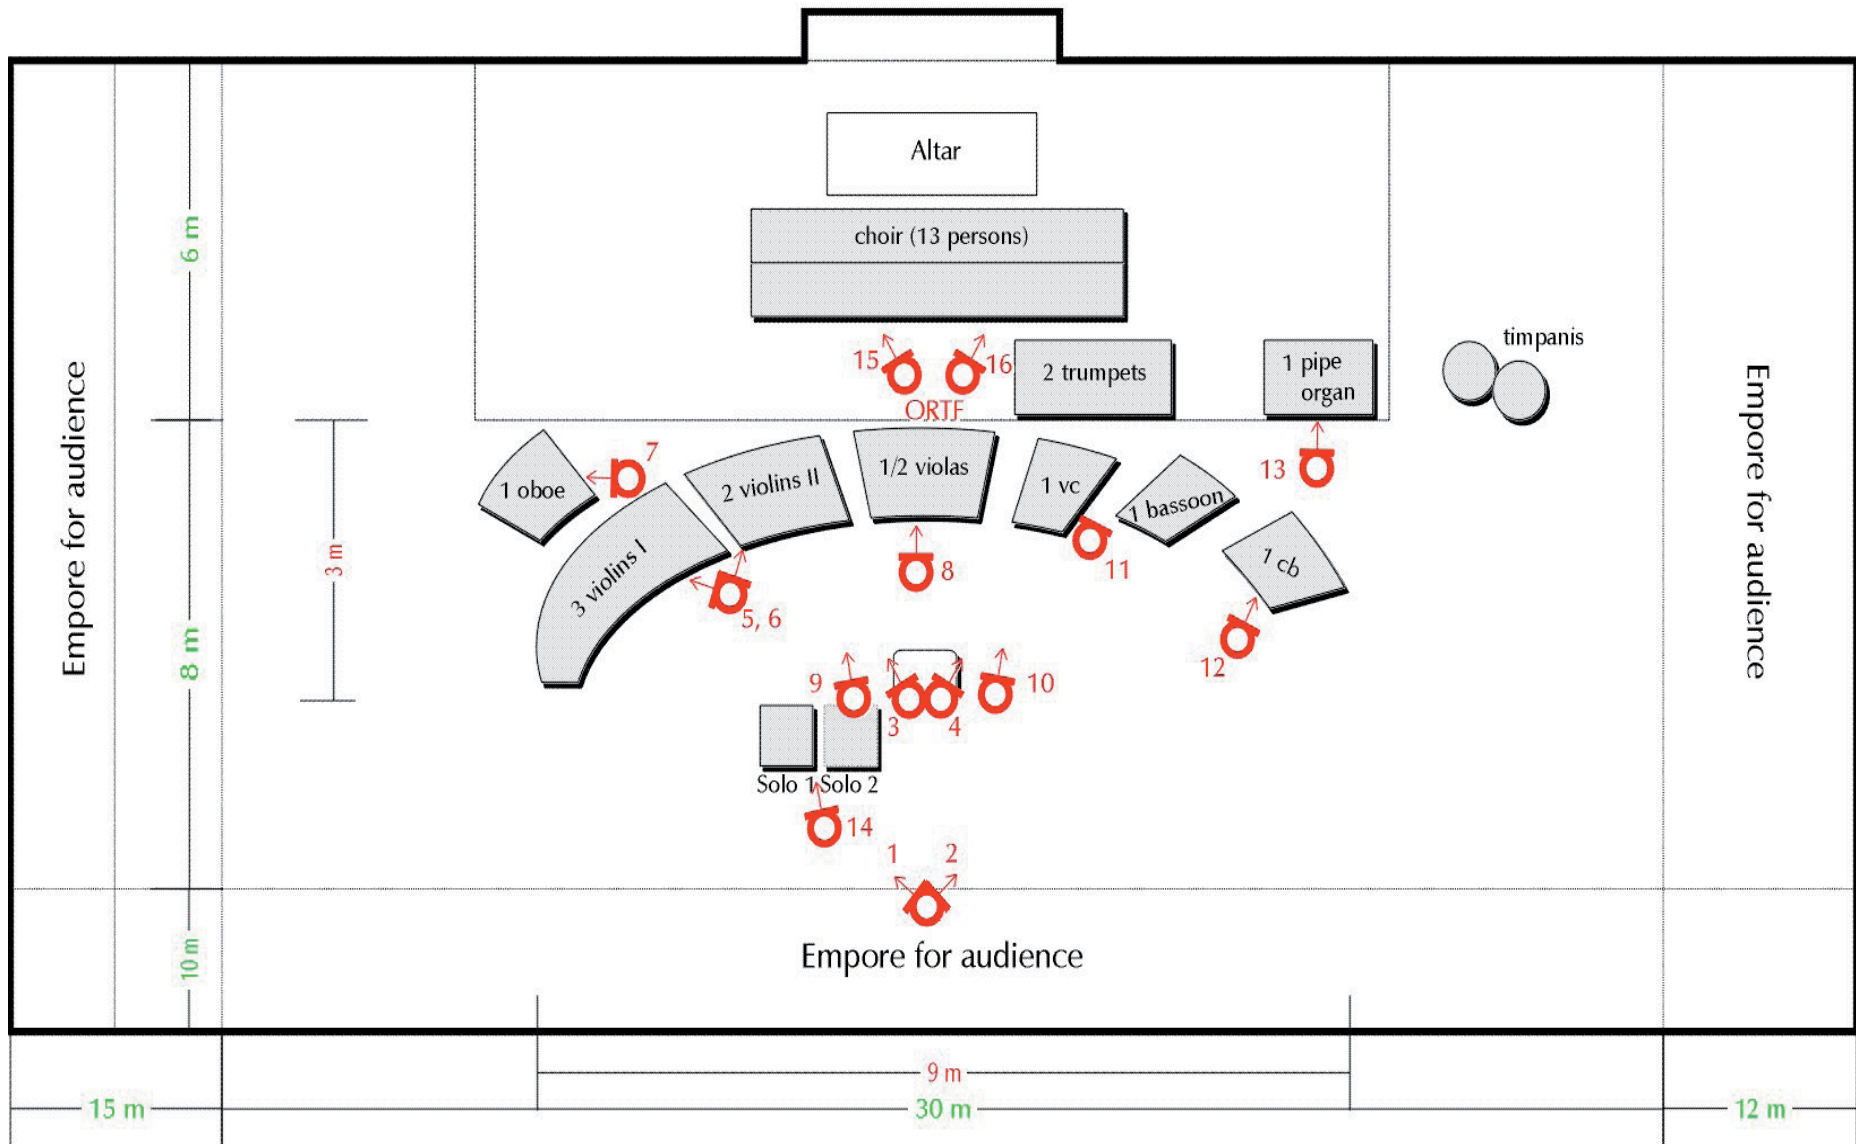 Altar
choir (13 persons)
6 m
timpanis
15
16
2 trumpets
1 pipe
organ
ORTF
Empore for audience
Empore for audience
7
1 oboe
2 violins II
1/2 violas
1 vc
1 bassoon
13
3 m
3 violins I
5, 6
8
11
1 cb
12
8 m
9
10
3
4
Solo 1
Solo 2
14
1
2
10 m
Empore for audience
9 m
15 m
30 m
12 m